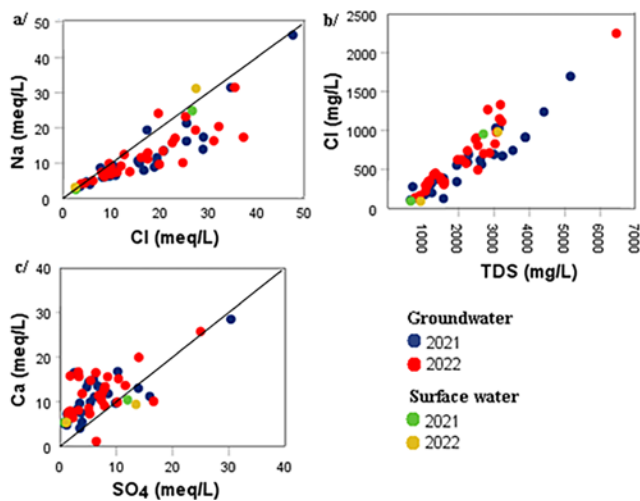 a/
Na (meq/L)
50
40
30
20
10
0
0 10 20 30 40 50
Cl (meq/L)
b/
Cl (mg/L)
2500
2000
1500
1000
500
0
1000 2000 3000 4000 5000 6000 7000
TDS (mg/L)
c/
Ca (meq/L)
40
30
20
10
0
0 10 20 30 40
SO4 (meq/L)
Groundwater
2021
2022
Surface water
2021
2022